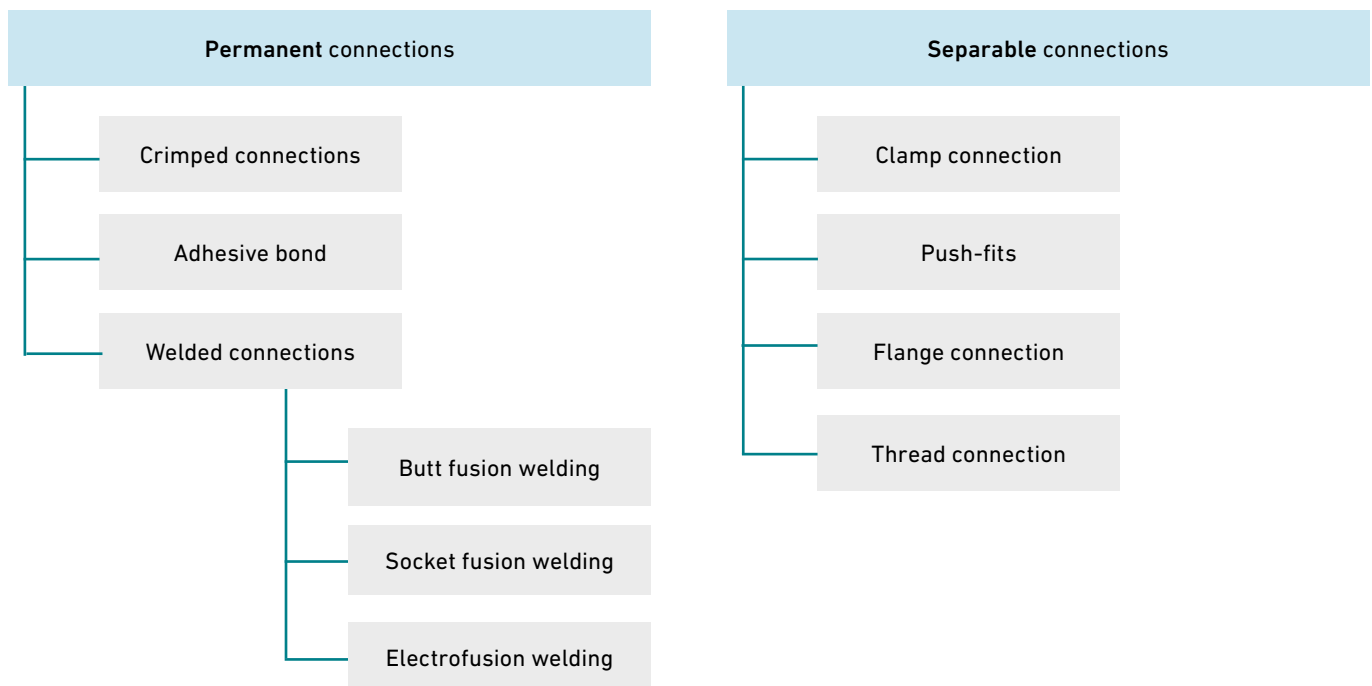 Permanent connections
Crimped connections
Adhesive bond
Welded connections
Butt fusion welding
Socket fusion welding
Electrofusion welding
Separable connections
Clamp connection
Push-fits
Flange connection
Thread connection